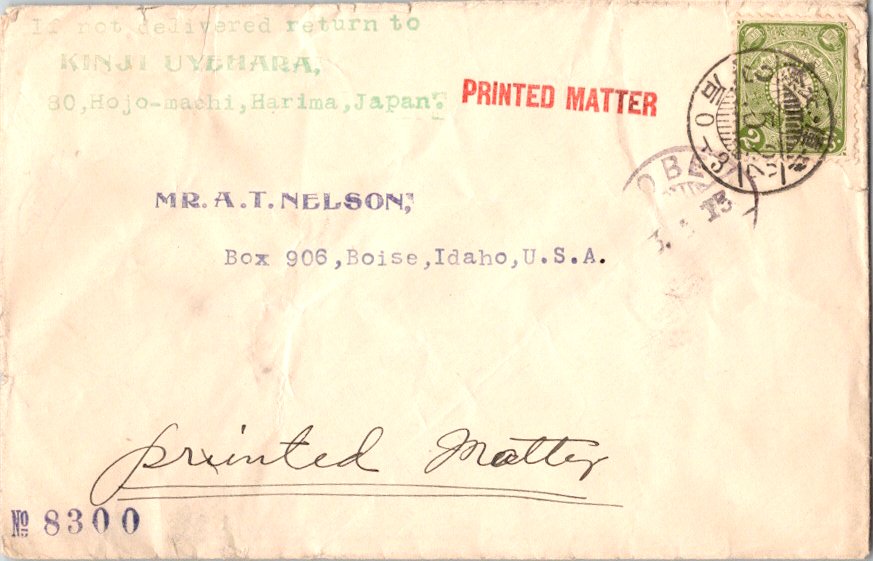 If not delivered return to
KINJI UYEHARA,
80,Hojo-machi,Harima,Japan.
PRINTED MATTER
OBE
MR. A. T. NELSON,
Box 906,Boise,Idaho,U.S.A.
printed Matter
№ 8300